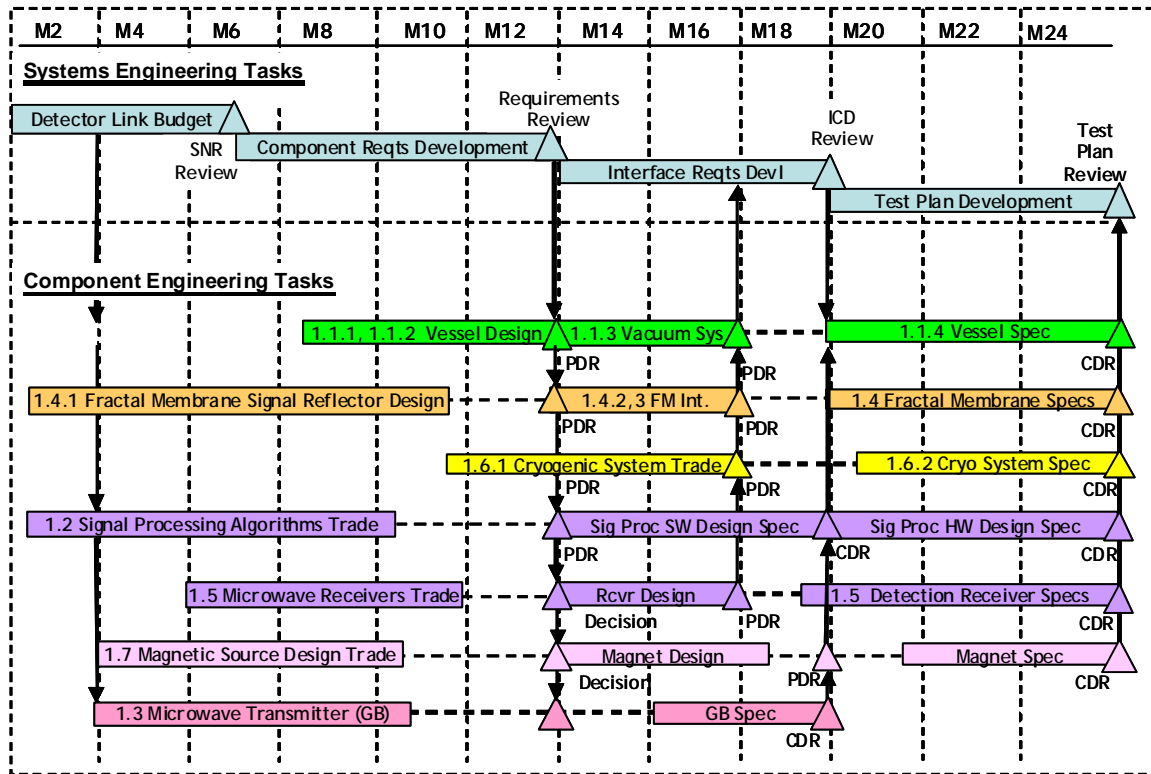 M2 M4 M6 M8 M10 M12 M14 M16 M18 M20 M22 M24
Systems Engineering Tasks
Detector Link Budget
SNR
Review
Component Reqts Development
Requirements
Review
Interface Reqts Devl
ICD
Review
Test Plan Development
Test
Plan
Review
Component Engineering Tasks
1.1.1, 1.1.2 Vessel Design
1.1.3 Vacuum Sys
1.1.4 Vessel Spec
PDR
PDR
CDR
1.4.1 Fractal Membrane Signal Reflector Design
1.4.2,3 FM Int.
1.4 Fractal Membrane Specs
PDR
PDR
CDR
1.6.1 Cryogenic System Trade
1.6.2 Cryo System Spec
PDR
PDR
CDR
1.2 Signal Processing Algorithms Trade
Sig Proc SW Design Spec
Sig Proc HW Design Spec
PDR
CDR
CDR
1.5 Microwave Receivers Trade
Rcvr Design
1.5 Detection Receiver Specs
Decision
PDR
CDR
1.7 Magnetic Source Design Trade
Magnet Design
Magnet Spec
Decision
PDR
CDR
1.3 Microwave Transmitter (GB)
GB Spec
CDR